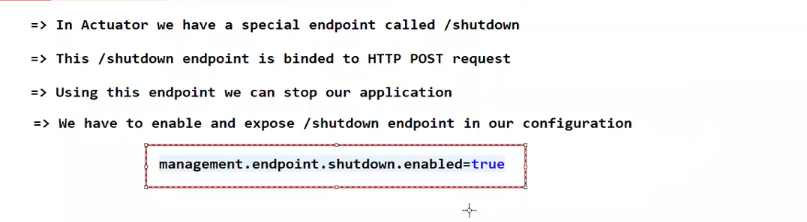 => In Actuator we have a special endpoint called /shutdown
=> This /shutdown endpoint is binded to HTTP POST request
=> Using this endpoint we can stop our application
=> We have to enable and expose /shutdown endpoint in our configuration
management.endpoint.shutdown.enabled=true